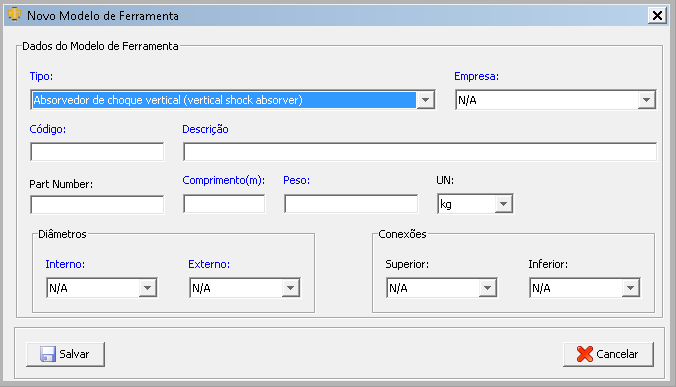 Novo Modelo de Ferramenta
Dados do Modelo de Ferramenta
Tipo: Empresa:
Absorvedor de choque vertical (vertical shock absorver) N/A
Código: Descrição
Part Number: Comprimento(m): Peso: UN:
kg
Diâmetros Conexões
Interno: Externo: Superior: Inferior:
N/A N/A N/A N/A
Salvar Cancelar